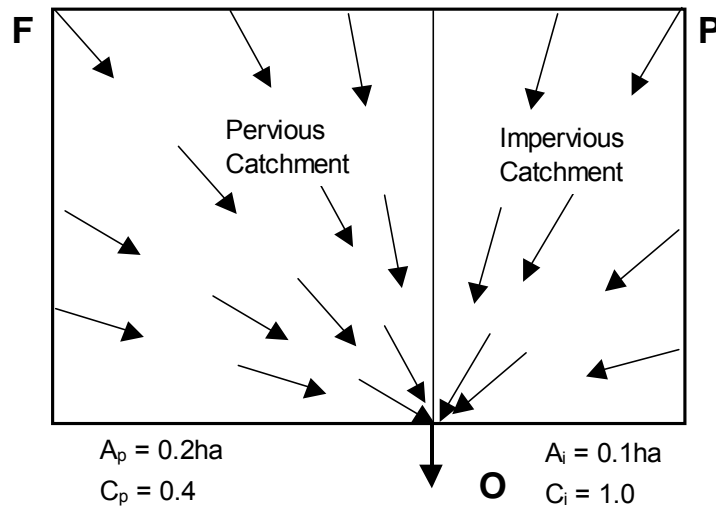 F
P
Pervious
Catchment
Impervious
Catchment
Aₚ = 0.2ha
Cₚ = 0.4
O
Aᵢ = 0.1ha
Cᵢ = 1.0